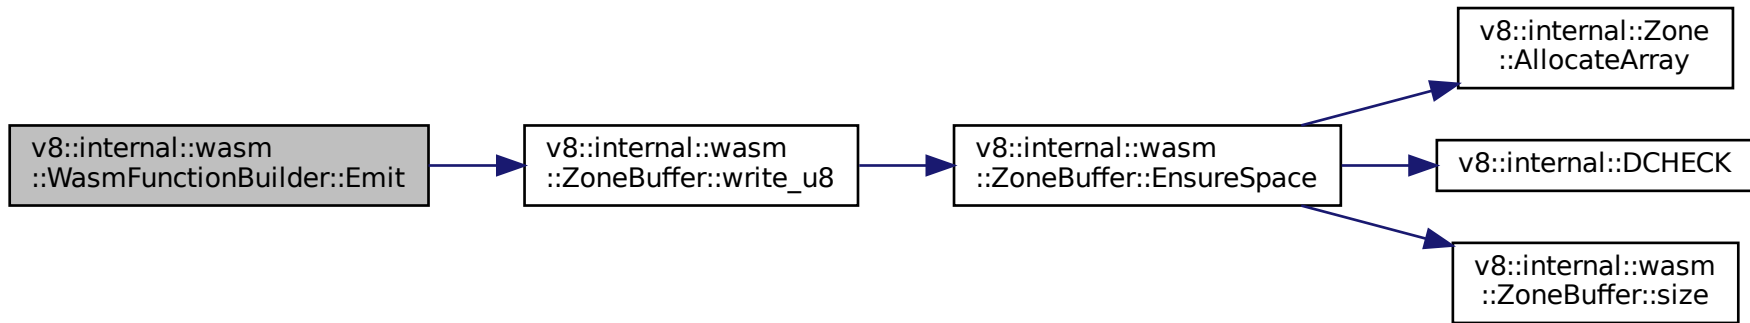 v8::internal::wasm
::WasmFunctionBuilder::Emit
v8::internal::wasm
::ZoneBuffer::write_u8
v8::internal::wasm
::ZoneBuffer::EnsureSpace
v8::internal::Zone
::AllocateArray
v8::internal::DCHECK
v8::internal::wasm
::ZoneBuffer::size